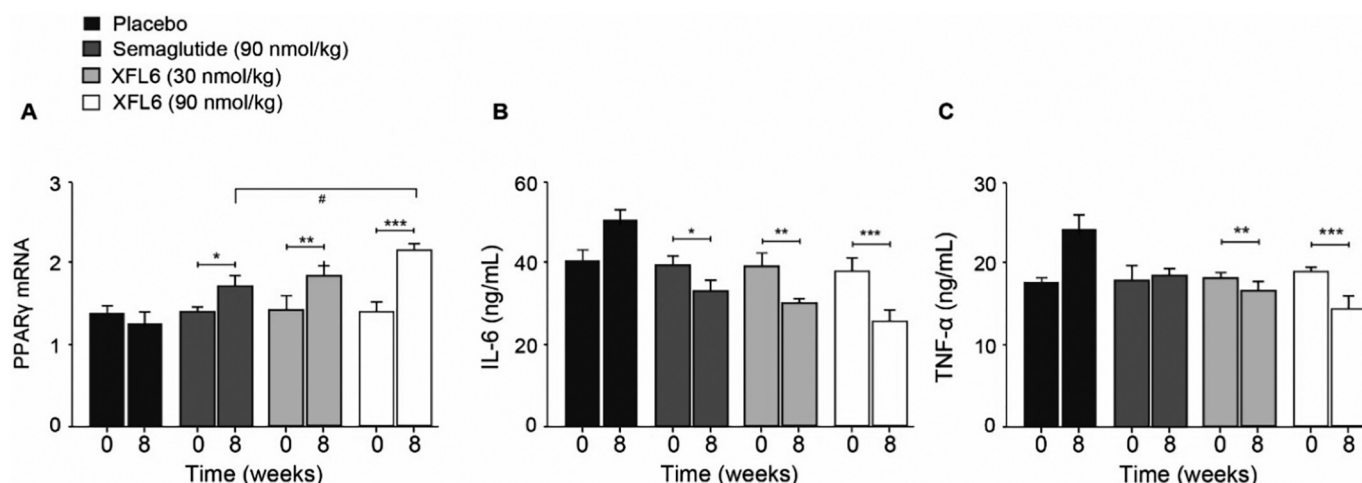 Placebo
Semaglutide (90 nmol/kg)
XFL6 (30 nmol/kg)
XFL6 (90 nmol/kg)
A
PPARγ mRNA
3
2
1
0
*
**
***
#
0 8 0 8 0 8 0 8
Time (weeks)
B
IL-6 (ng/mL)
60
40
20
0
*
**
***
0 8 0 8 0 8 0 8
Time (weeks)
C
TNF-α (ng/mL)
30
20
10
0
**
***
0 8 0 8 0 8 0 8
Time (weeks)